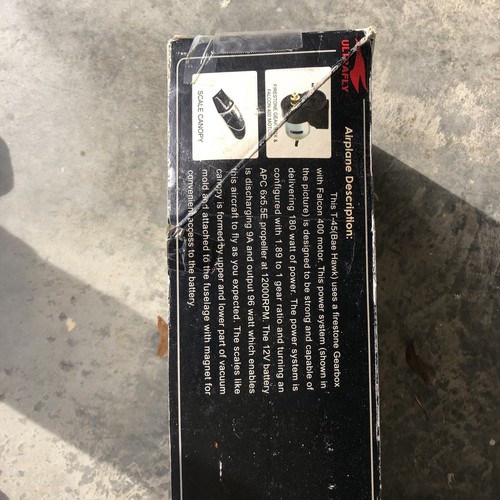 ULTRAFLY
Airplane Description:
This T-45(Bae Hawk) uses a firestone Gearbox
with Falcon 400 motor. This power system (shown in
the picture) is designed to be strong and capable of
delivering 180 watt of power. The power system is
configured with 1.89 to 1 gear ratio and turning an
APC 6x5.5E propeller at 12000RPM. The 12V battery
is discharging 9A and output 96 watt which enables
this aircraft to fly as you expected. The scales like
canopy is formed by upper and lower part of vacuum
mold and attached to the fuselage with magnet for
convenient access to the battery.
FIRESTONE GEARBOX &
FALCON 400 MOTOR
SCALE CANOPY